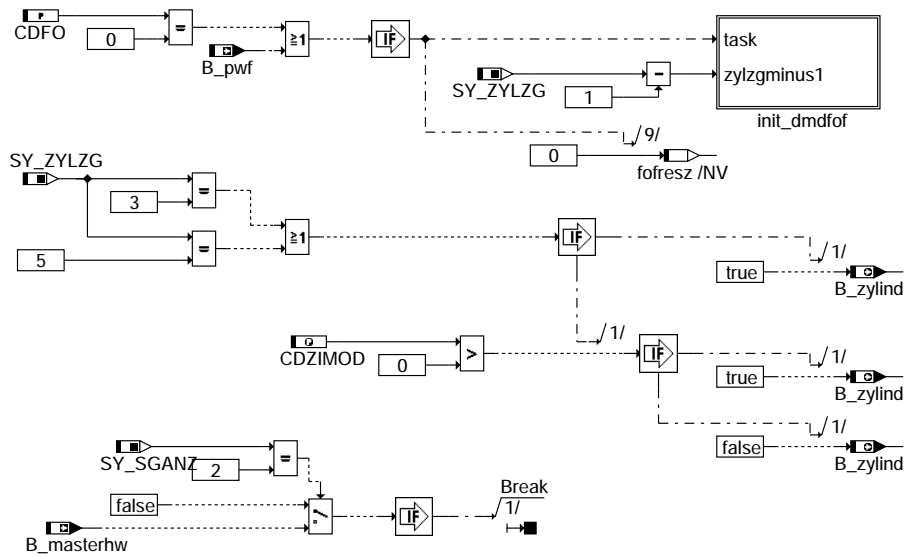 CDFO
0
B_pwf
≥1
IF
task
SY_ZYLZG
1
zylzgminus1
init_dmdfof
9/
0
fofresz /NV
SY_ZYLZG
3
=
≥1
IF
5
=
1/
true
B_zylind
1/
CDZIMOD
0
>
IF
1/
true
B_zylind
1/
false
B_zylind
SY_SGANZ
2
=
false
B_masterhw
IF
Break
1/